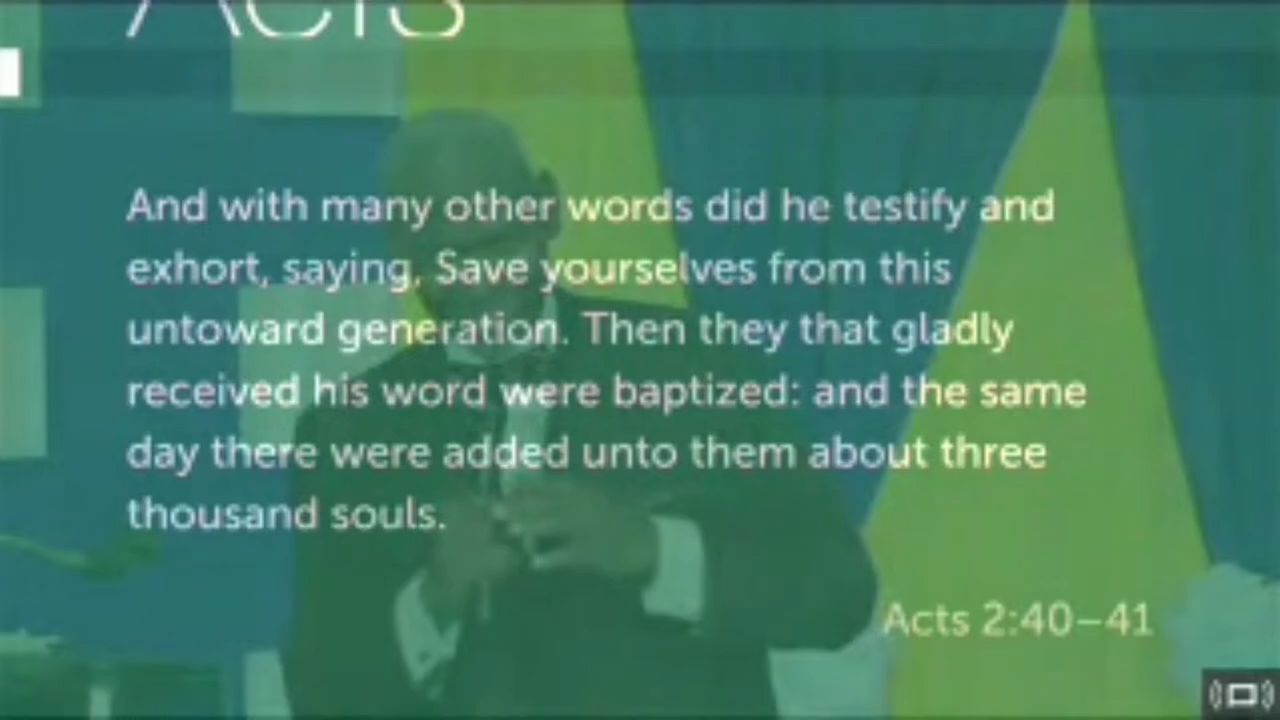 ACTS
And with many other words did he testify and
exhort, saying, Save yourselves from this
untoward generation. Then they that gladly
received his word were baptized: and the same
day there were added unto them about three
thousand souls.
Acts 2:40–41